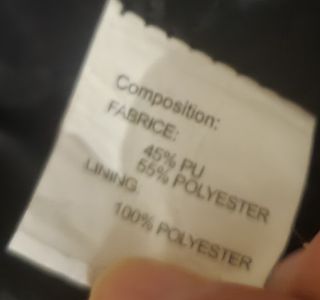 Composition:
FABRICE:
45% PU
55% POLYESTER
LINING
100% POLYESTER